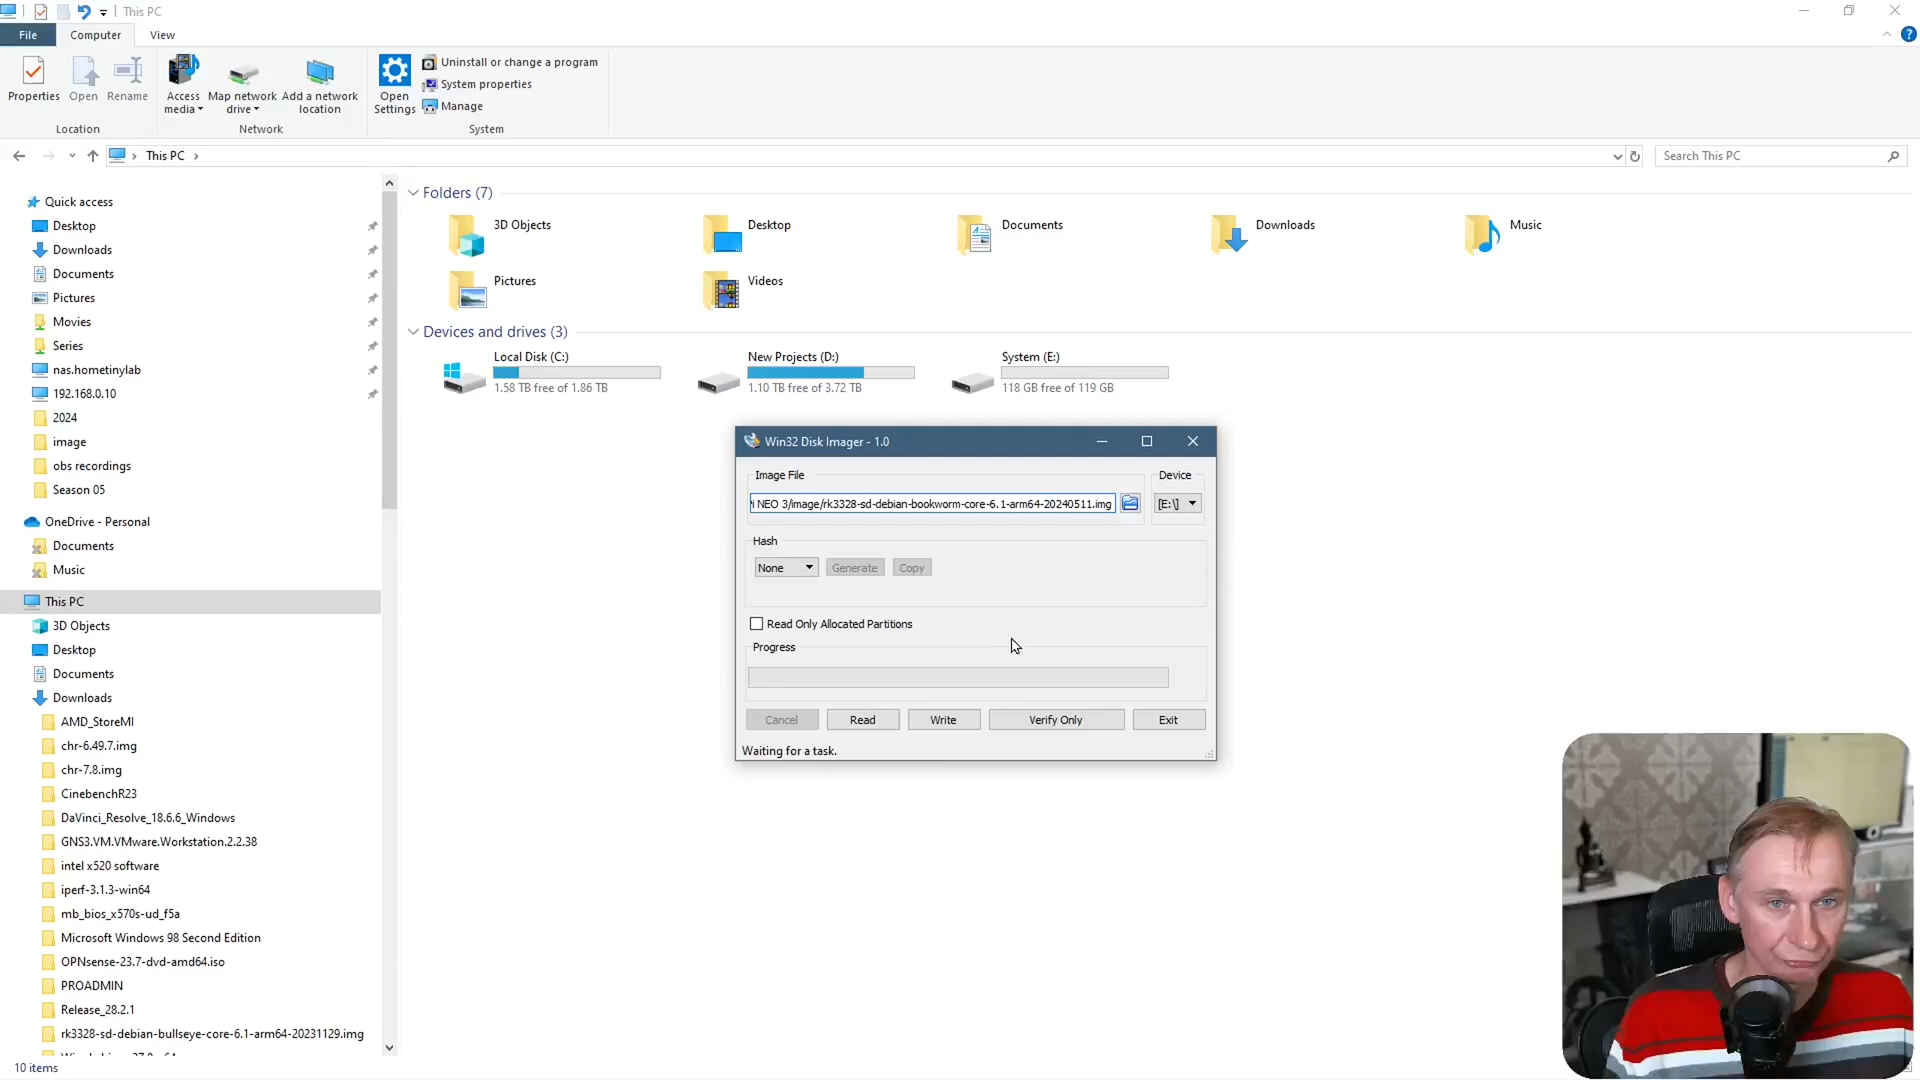 This PC
File
Computer
View
Properties
Open
Rename
Access media
Map network drive
Add a network location
Open Settings
Uninstall or change a program
System properties
Manage
Location
Network
System
This PC
Search This PC
Quick access
Desktop
Downloads
Documents
Pictures
Movies
Series
nas.hometinylab
192.168.0.10
2024
image
obs recordings
Season 05
OneDrive - Personal
Documents
Music
This PC
3D Objects
Desktop
Documents
Downloads
AMD_StoreMI
chr-6.49.7.img
chr-7.8.img
CinebenchR23
DaVinci_Resolve_18.6.6_Windows
GNS3.VM.VMware.Workstation.2.2.38
intel x520 software
iperf-3.1.3-win64
mb_bios_x570s-ud_f5a
Microsoft Windows 98 Second Edition
OPNsense-23.7-dvd-amd64.iso
PROADMIN
Release_28.2.1
rk3328-sd-debian-bullseye-core-6.1-arm64-20231129.img
10 items
Folders (7)
3D Objects
Desktop
Documents
Downloads
Music
Pictures
Videos
Devices and drives (3)
Local Disk (C:)
1.58 TB free of 1.86 TB
New Projects (D:)
1.10 TB free of 3.72 TB
System (E:)
118 GB free of 119 GB
Win32 Disk Imager - 1.0
Image File
Device
i NEO 3/image/rk3328-sd-debian-bookworm-core-6.1-arm64-20240511.img
[E:\]
Hash
None
Generate
Copy
Read Only Allocated Partitions
Progress
Cancel
Read
Write
Verify Only
Exit
Waiting for a task.